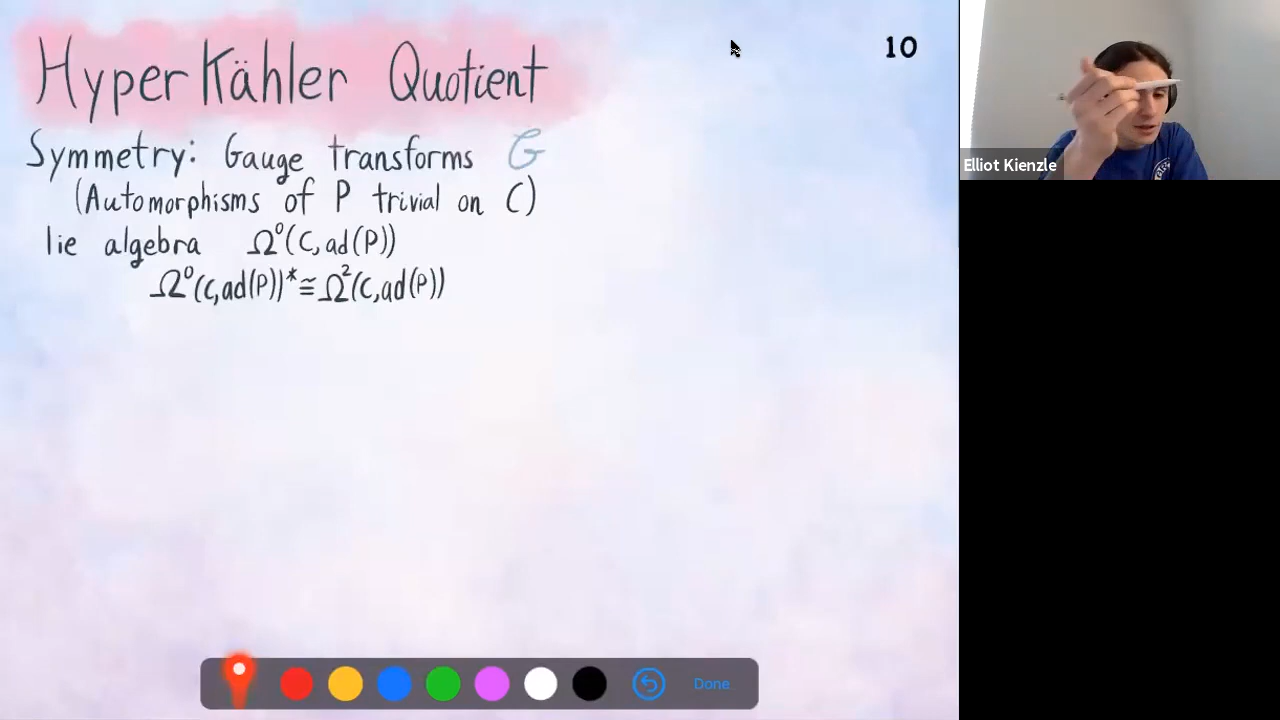 HyperKähler Quotient
10
Symmetry: Gauge transforms G
(Automorphisms of P trivial on C)
lie algebra Ω⁰(C, ad(P))
Ω⁰(C,ad(P))* ≅ Ω²(C,ad(P))
Elliot Kienzle
Done